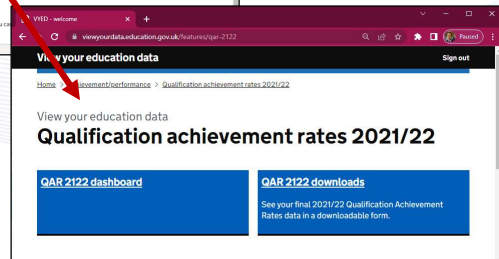 VYED - welcome
viewyourdata.education.gov.uk/features/qar-2122
Paused
View your education data
Sign out
Home > > Qualification achievement rates 2021/22
View your education data
Qualification achievement rates 2021/22
QAR 2122 dashboard
QAR 2122 downloads
See your final 2021/22 Qualification Achievement
Rates data in a downloadable form.